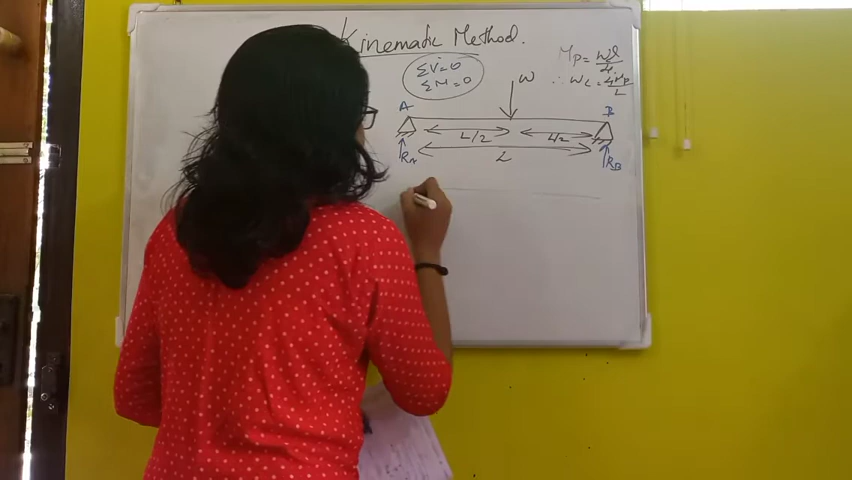 Kinematic Method.
ΣV=0
ΣM=0
Mp = WL/4
∴ Wc = 4Mp/L
W
A
B
L/2
L/2
RA
RB
L